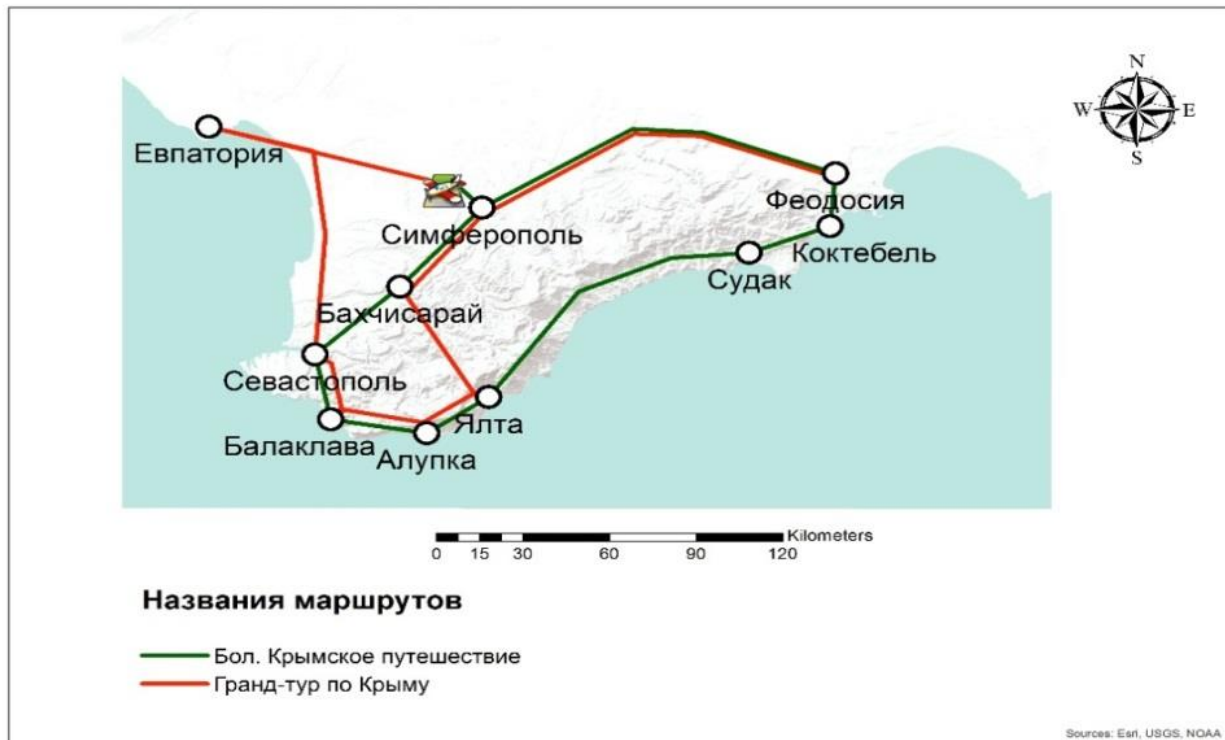 N
W E
S
Евпатория
Феодосия
Симферополь
Коктебель
Судак
Бахчисарай
Севастополь
Ялта
Балаклава
Алупка
Kilometers
0 15 30 60 90 120
Названия маршрутов
Бол. Крымское путешествие
Гранд-тур по Крыму
Sources: Esri, USGS, NOAA